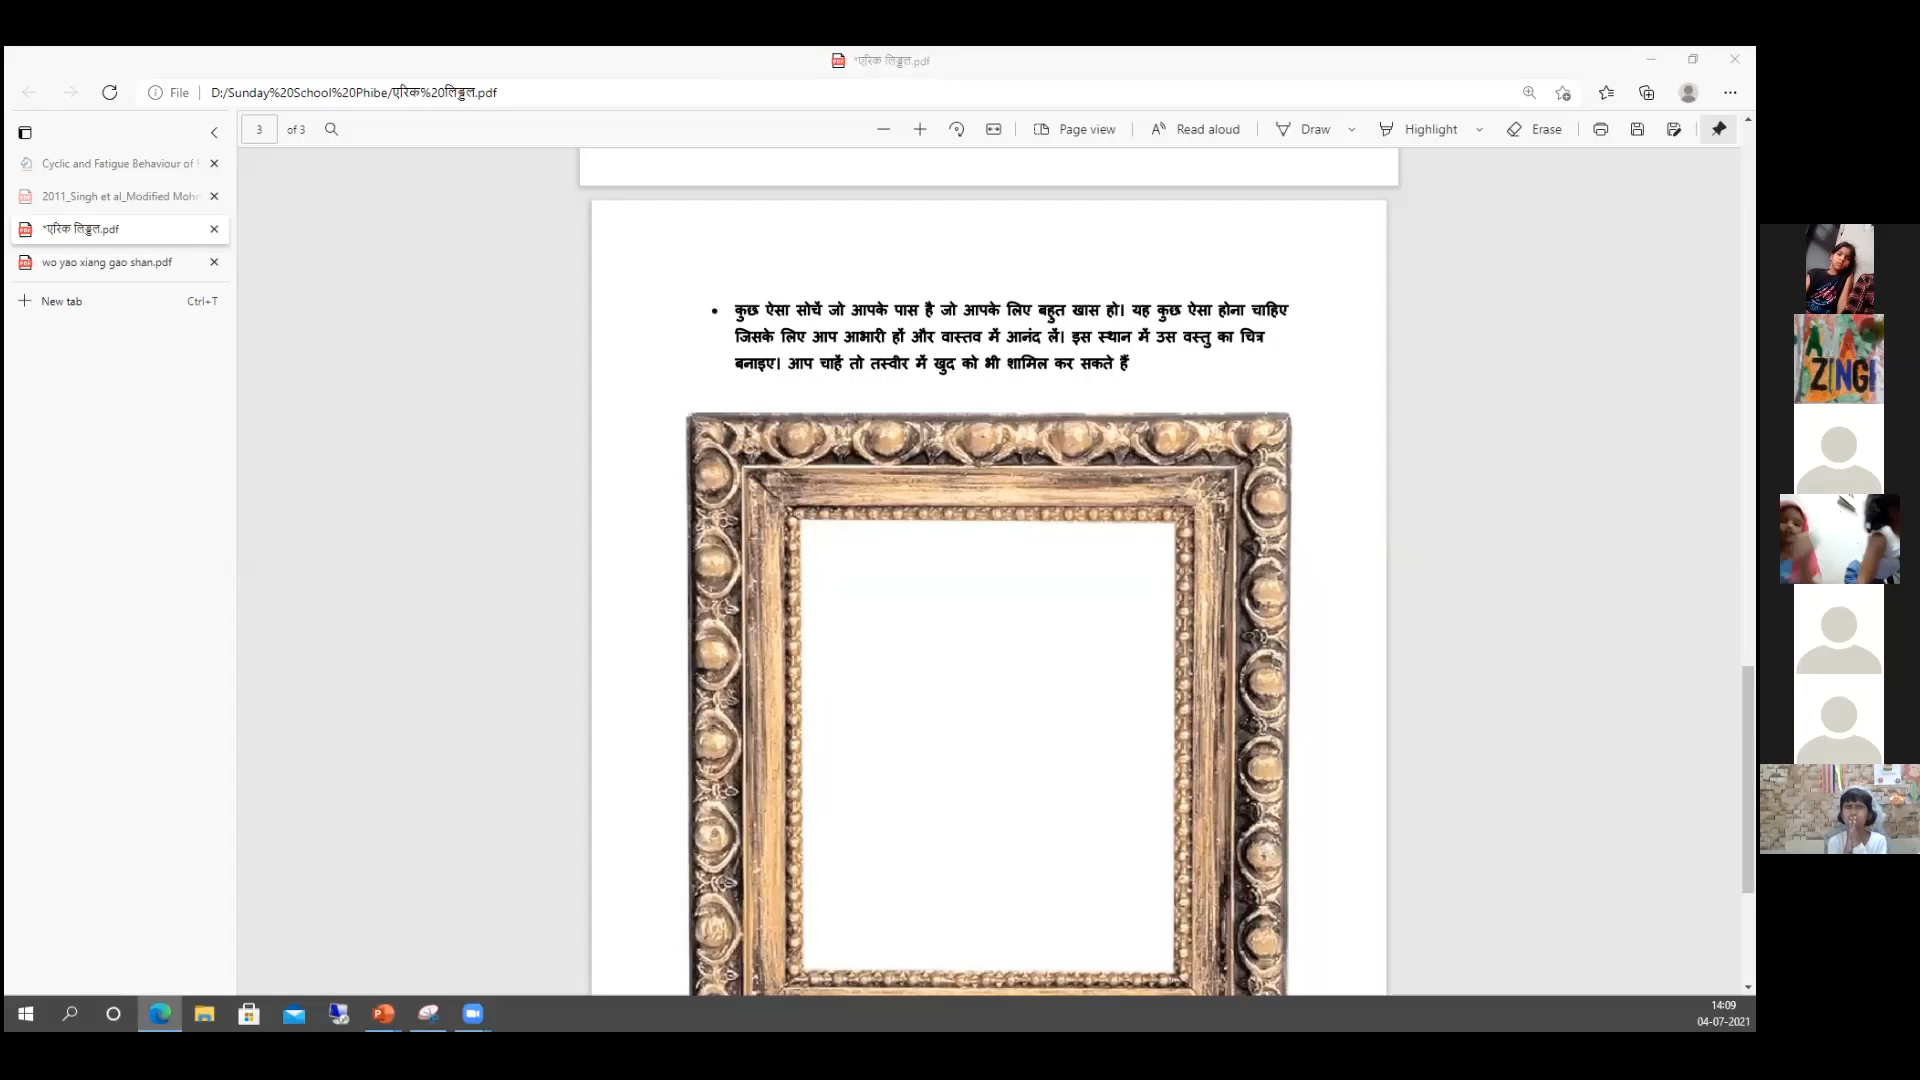 *एरिक लिड्डल.pdf
File
D:/Sunday%20School%20Phibe/एरिक%20लिड्डल.pdf
3 of 3
Page view
Read aloud
Draw
Highlight
Erase
Cyclic and Fatigue Behaviour of
2011_Singh et al_Modified Moh
*एरिक लिड्डल.pdf
wo yao xiang gao shan.pdf
New tab Ctrl+T
• कुछ ऐसा सोचें जो आपके पास है जो आपके लिए बहुत खास हो। यह कुछ ऐसा होना चाहिए
जिसके लिए आप आभारी हों और वास्तव में आनंद लें। इस स्थान में उस वस्तु का चित्र
बनाइए। आप चाहें तो तस्वीर में खुद को भी शामिल कर सकते हैं
ZING!
14:09
04-07-2021